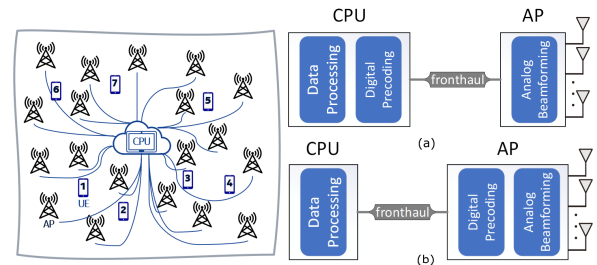 7
6
5
CPU
1
3
4
UE
2
AP
CPU
AP
Data
Processing
Digital
Precoding
fronthaul
Analog
Beamforming
(a)
CPU
AP
Data
Processing
fronthaul
Digital
Precoding
Analog
Beamforming
(b)